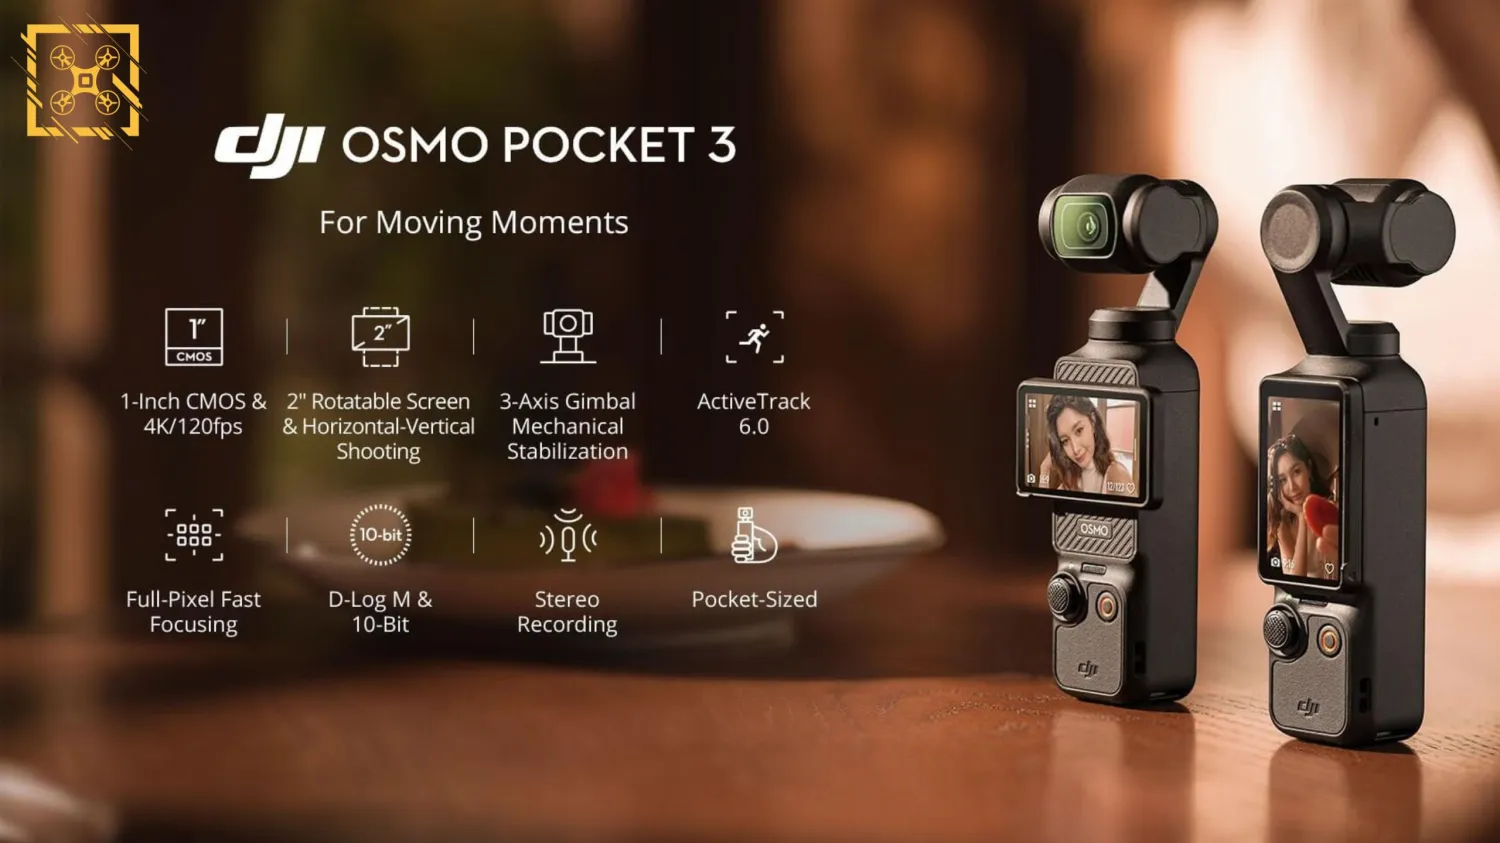 dji OSMO POCKET 3
For Moving Moments
1"
CMOS
2"
1-Inch CMOS &
4K/120fps
2" Rotatable Screen
& Horizontal-Vertical
Shooting
3-Axis Gimbal
Mechanical
Stabilization
ActiveTrack
6.0
10-bit
Full-Pixel Fast
Focusing
D-Log M &
10-Bit
Stereo
Recording
Pocket-Sized
OSMO
dji
dji